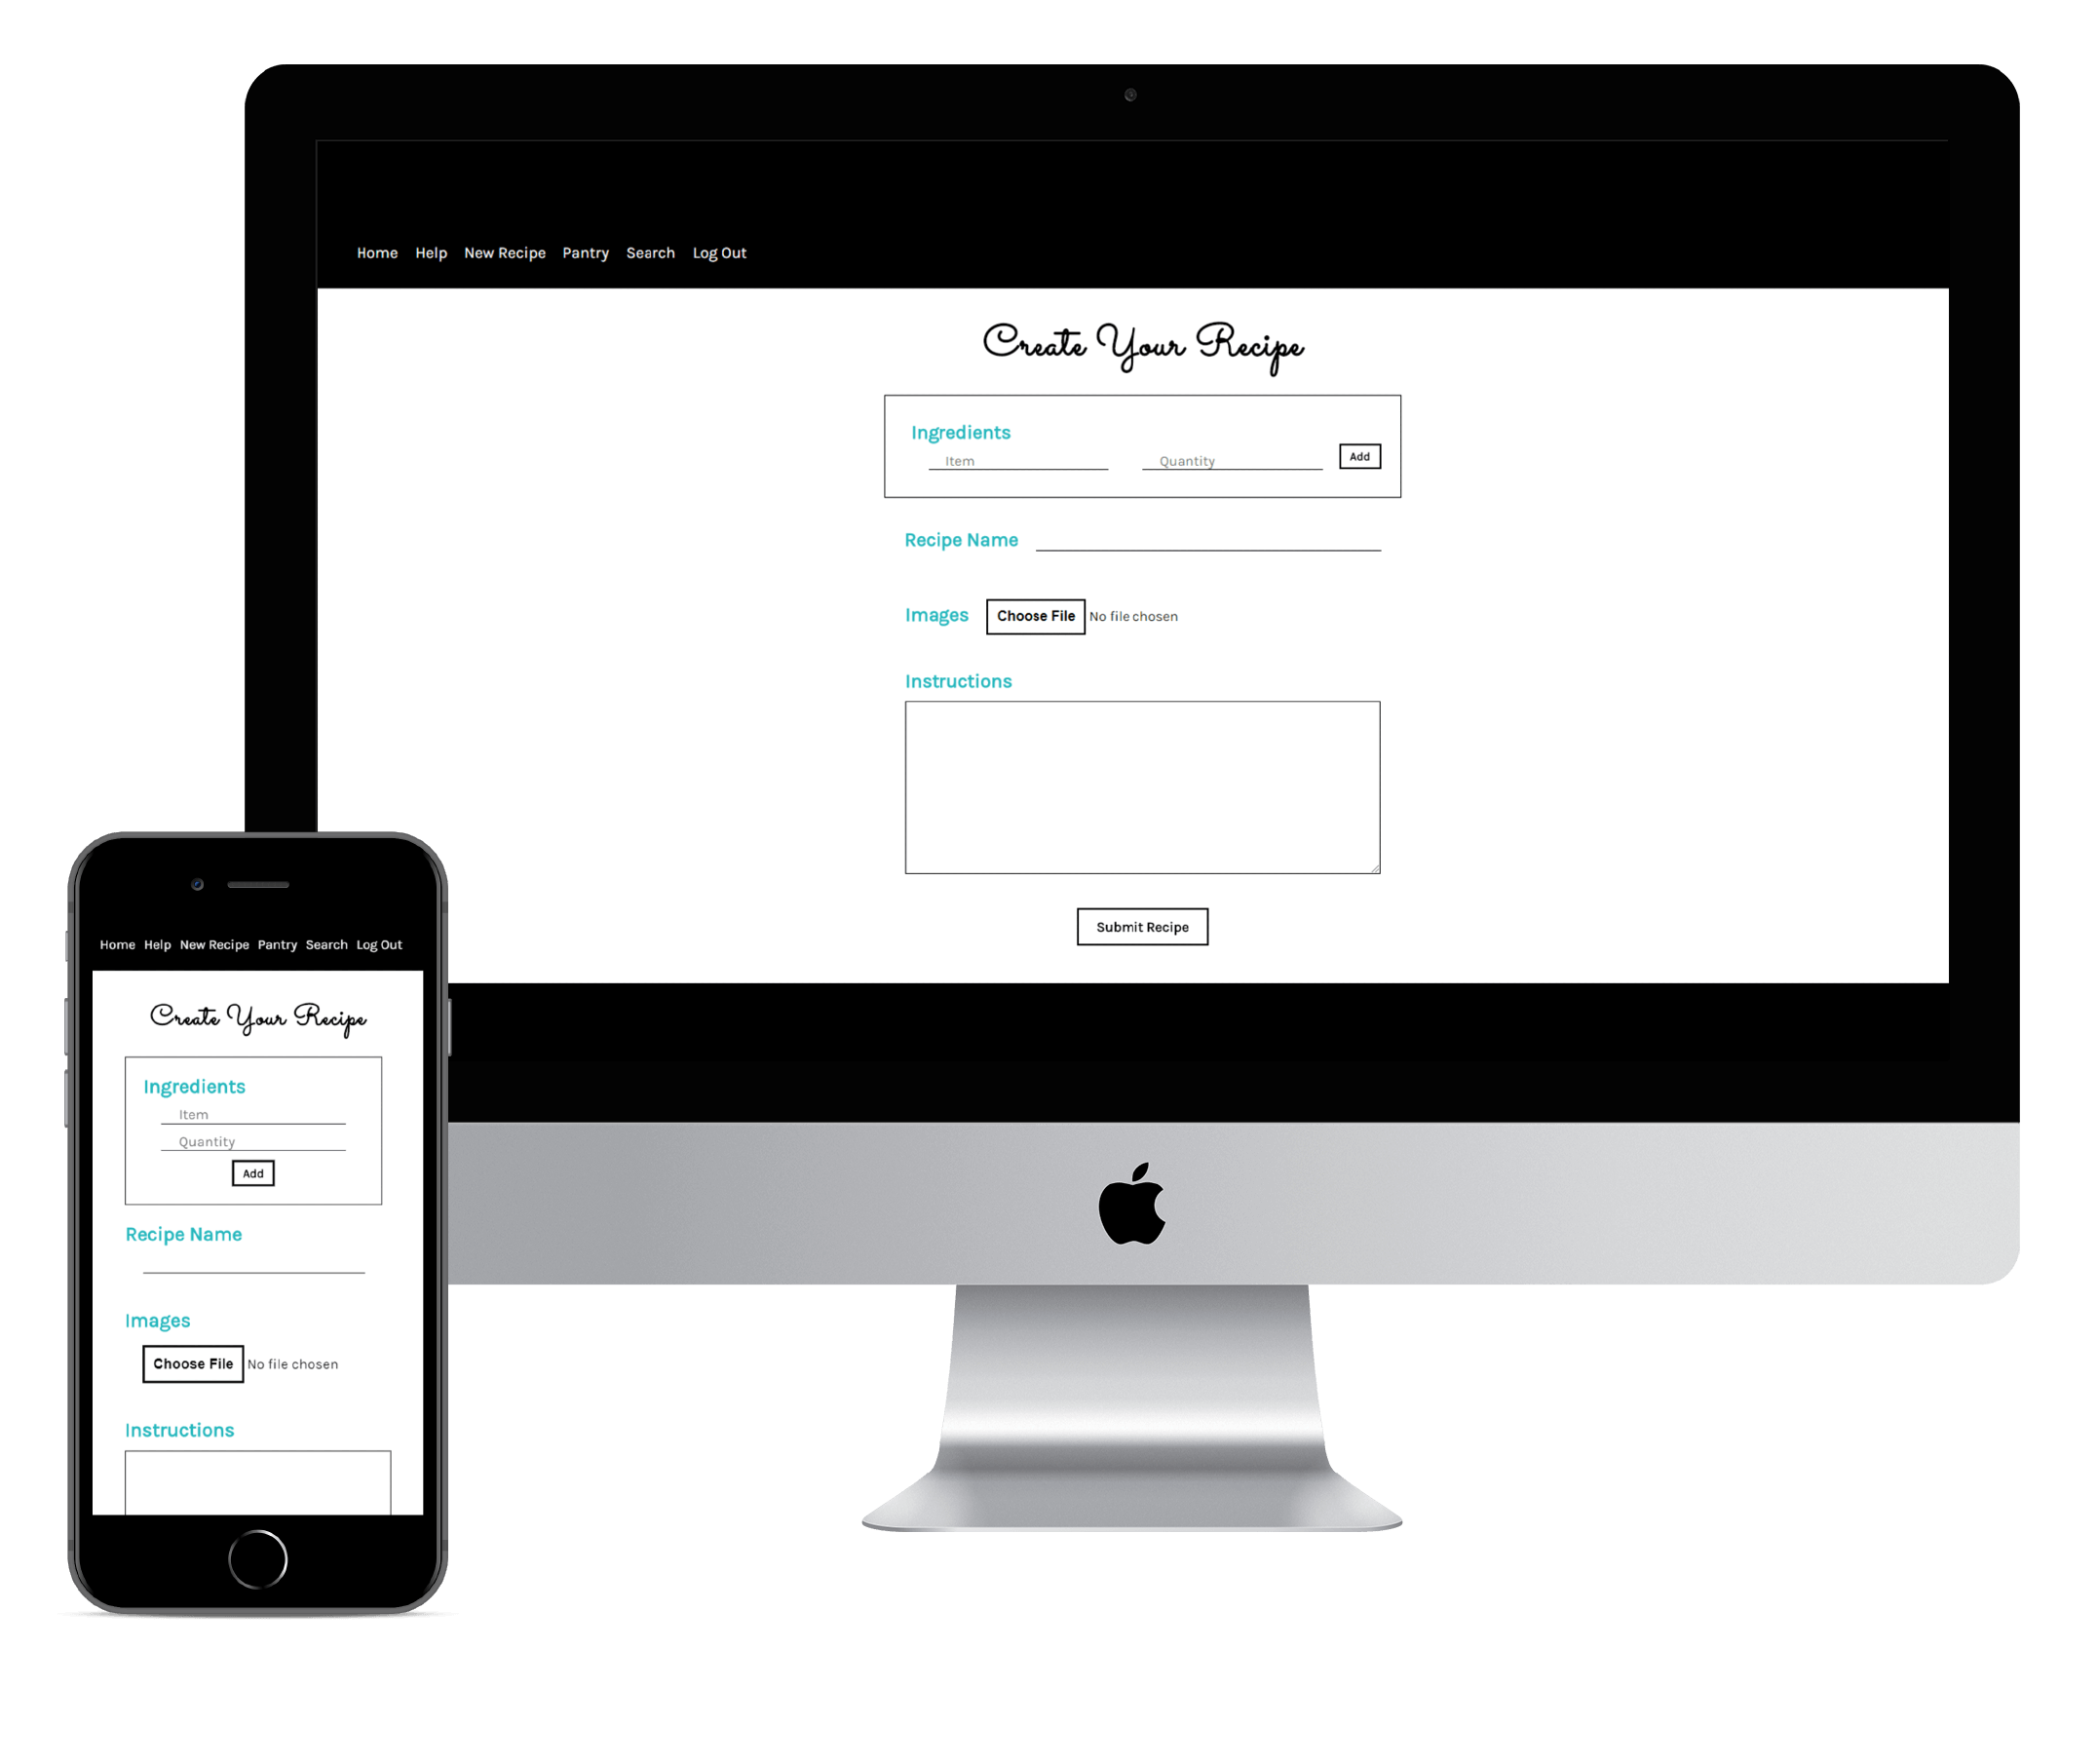 Home Help New Recipe Pantry Search Log Out
Create Your Recipe
Ingredients
Item Quantity Add
Recipe Name
Images Choose File No file chosen
Instructions
Submit Recipe
Home Help New Recipe Pantry Search Log Out
Create Your Recipe
Ingredients
Item
Quantity
Add
Recipe Name
Images
Choose File No file chosen
Instructions